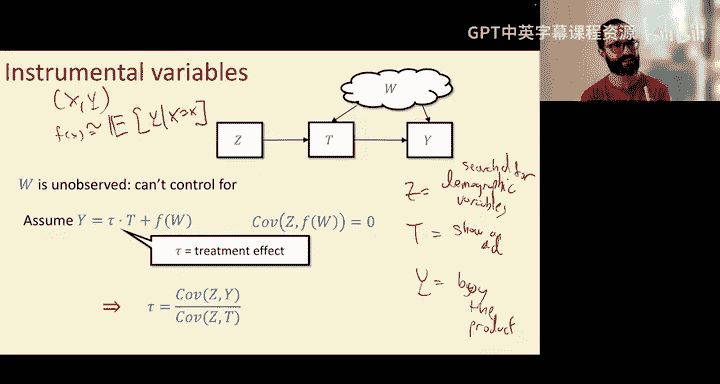 GPT中英字幕课程资源
Instrumental variables
(X,Y)
f(x) ≈ E [Y|X=x]
W
Z T Y
W is unobserved: can't control for
Assume Y = τ · T + f(W) Cov(Z, f(W)) = 0
τ = treatment effect
⇒ τ = Cov(Z, Y) / Cov(Z, T)
Z = searched for
demographic
variables
T = show an
ad
Y = buy
the
product